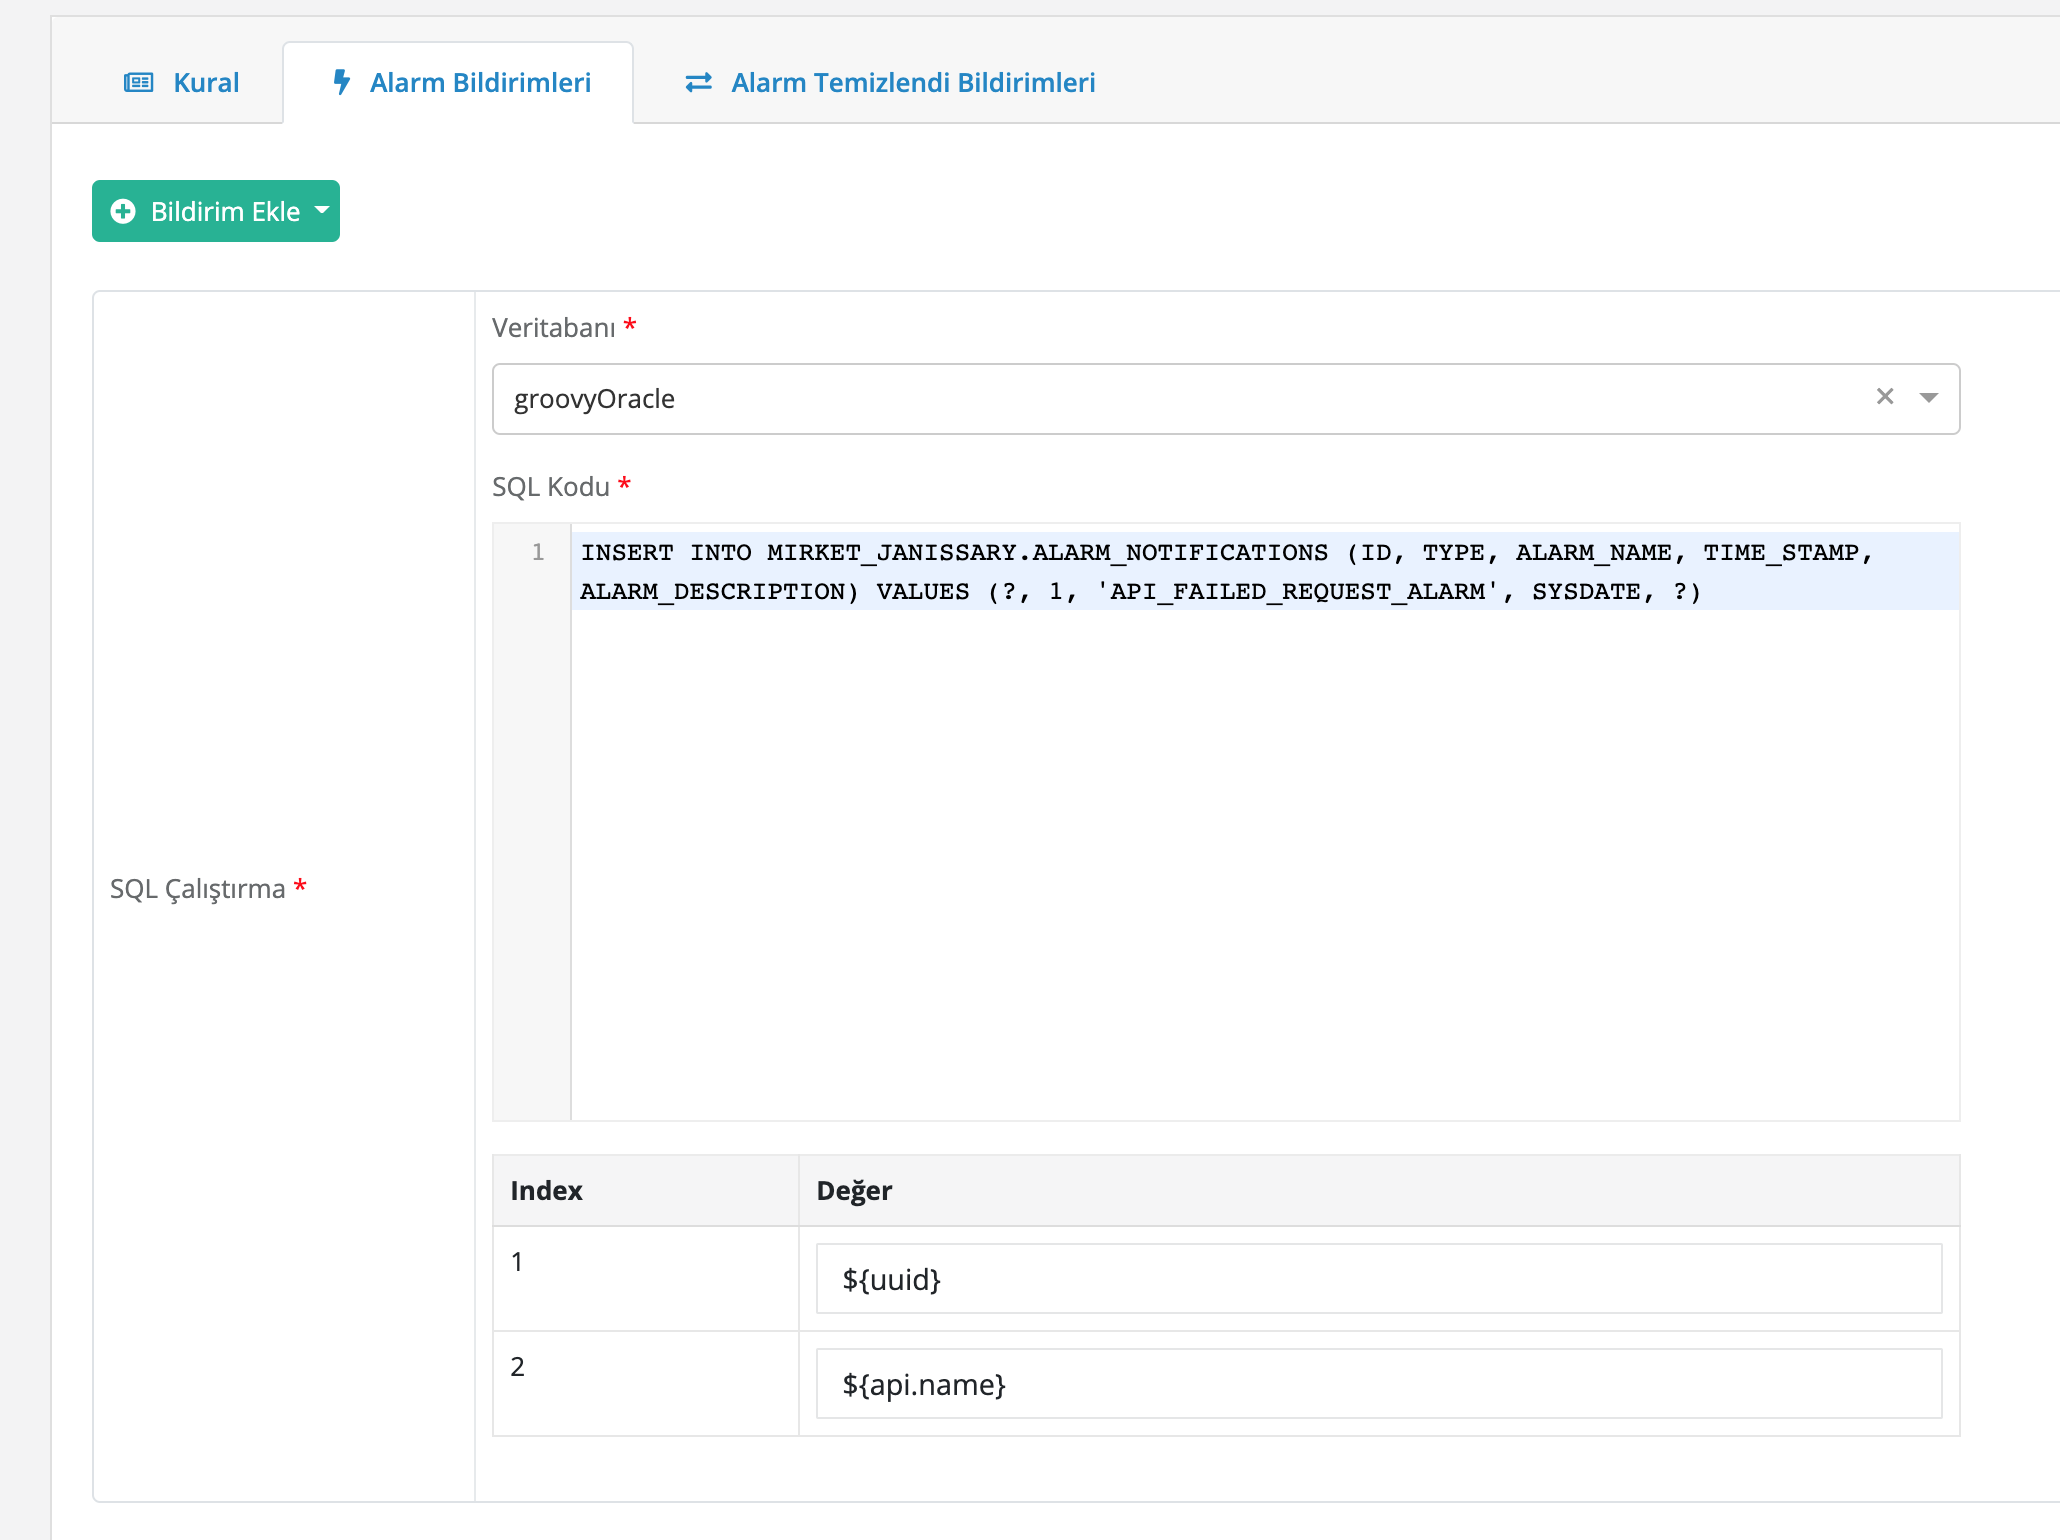 Kural
Alarm Bildirimleri
Alarm Temizlendi Bildirimleri
Bildirim Ekle
SQL Çalıştırma *
Veritabanı *
groovyOracle
SQL Kodu *
1
INSERT INTO MIRKET_JANISSARY.ALARM_NOTIFICATIONS (ID, TYPE, ALARM_NAME, TIME_STAMP,
ALARM_DESCRIPTION) VALUES (?, 1, 'API_FAILED_REQUEST_ALARM', SYSDATE, ?)
Index Değer
1 ${uuid}
2 ${api.name}